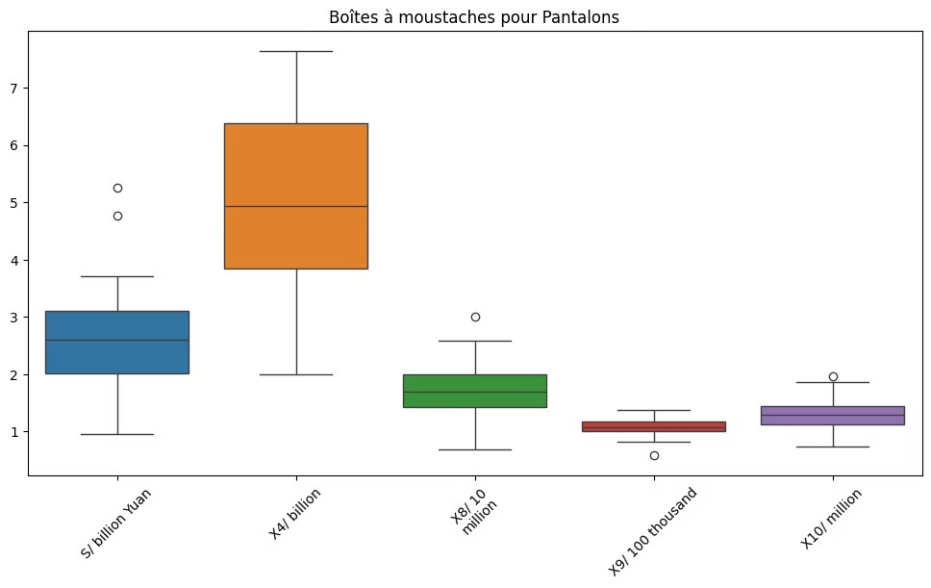 Boîtes à moustaches pour Pantalons
7
6
5
4
3
2
1
S/ billion Yuan
X4/ billion
X8/ 10
million
X9/ 100 thousand
X10/ million